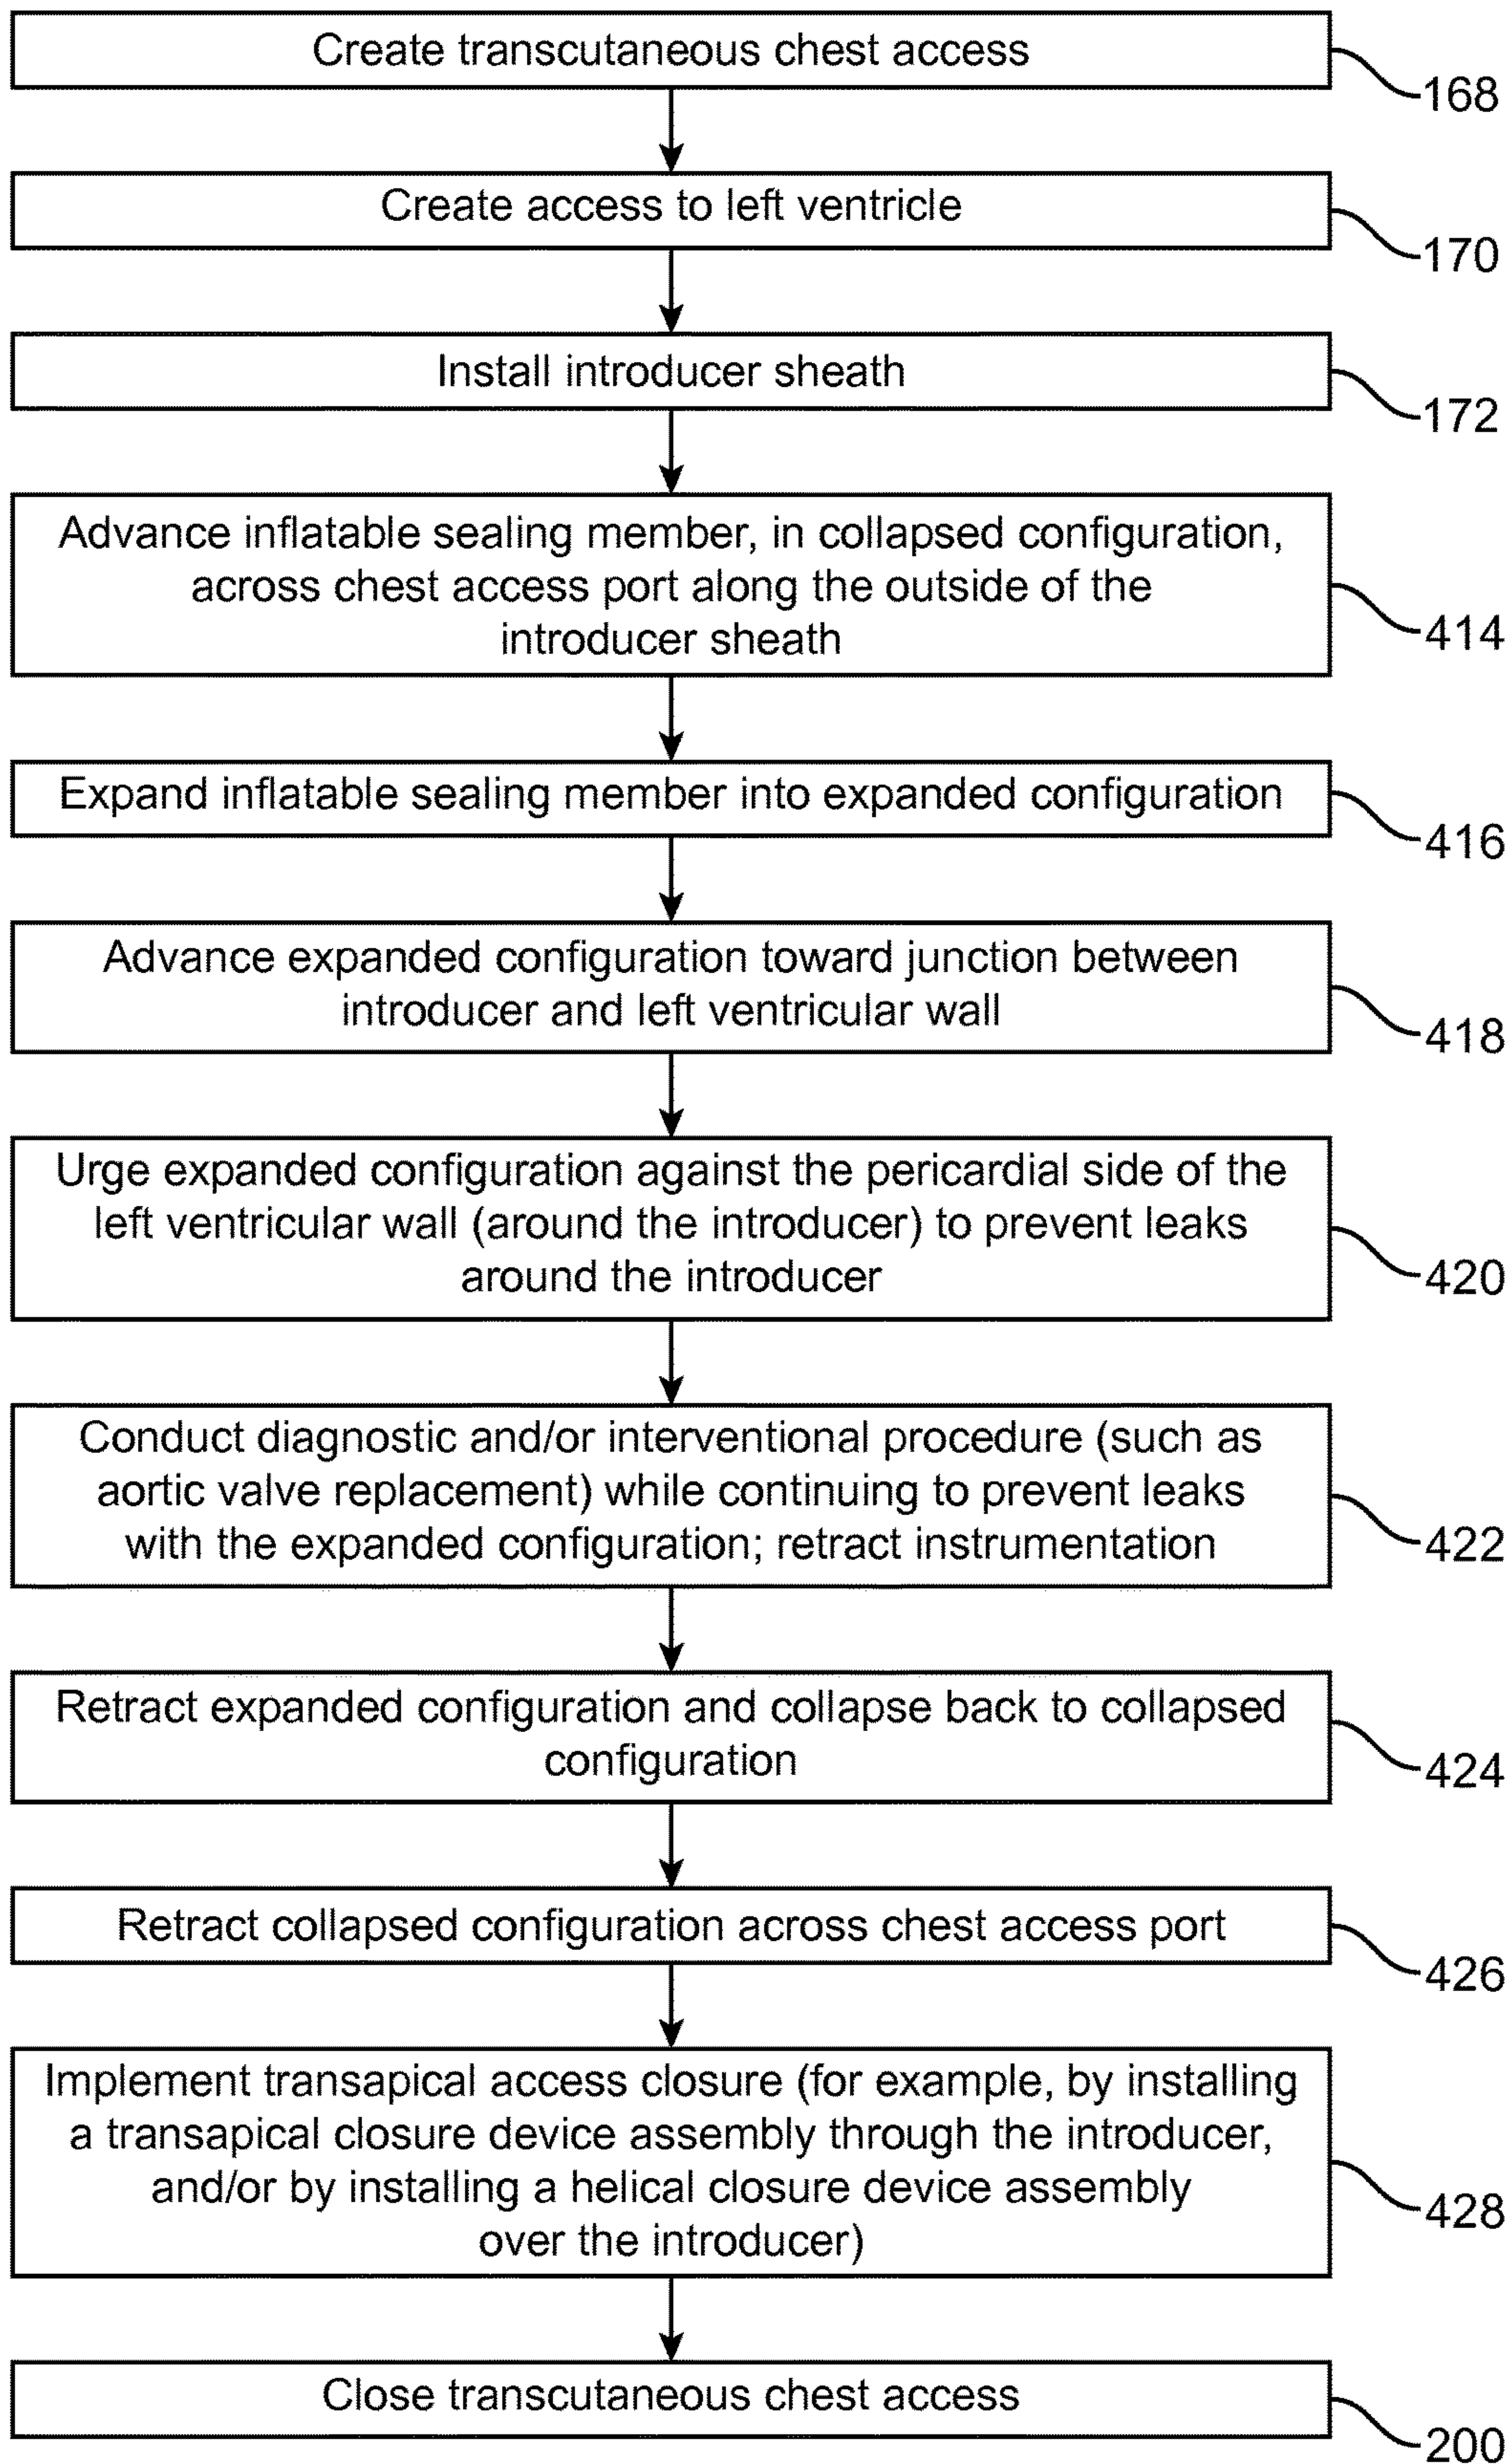 Create transcutaneous chest access
168
Create access to left ventricle
170
Install introducer sheath
172
Advance inflatable sealing member, in collapsed configuration,
across chest access port along the outside of the
introducer sheath
414
Expand inflatable sealing member into expanded configuration
416
Advance expanded configuration toward junction between
introducer and left ventricular wall
418
Urge expanded configuration against the pericardial side of the
left ventricular wall (around the introducer) to prevent leaks
around the introducer
420
Conduct diagnostic and/or interventional procedure (such as
aortic valve replacement) while continuing to prevent leaks
with the expanded configuration; retract instrumentation
422
Retract expanded configuration and collapse back to collapsed
configuration
424
Retract collapsed configuration across chest access port
426
Implement transapical access closure (for example, by installing
a transapical closure device assembly through the introducer,
and/or by installing a helical closure device assembly
over the introducer)
428
Close transcutaneous chest access
200